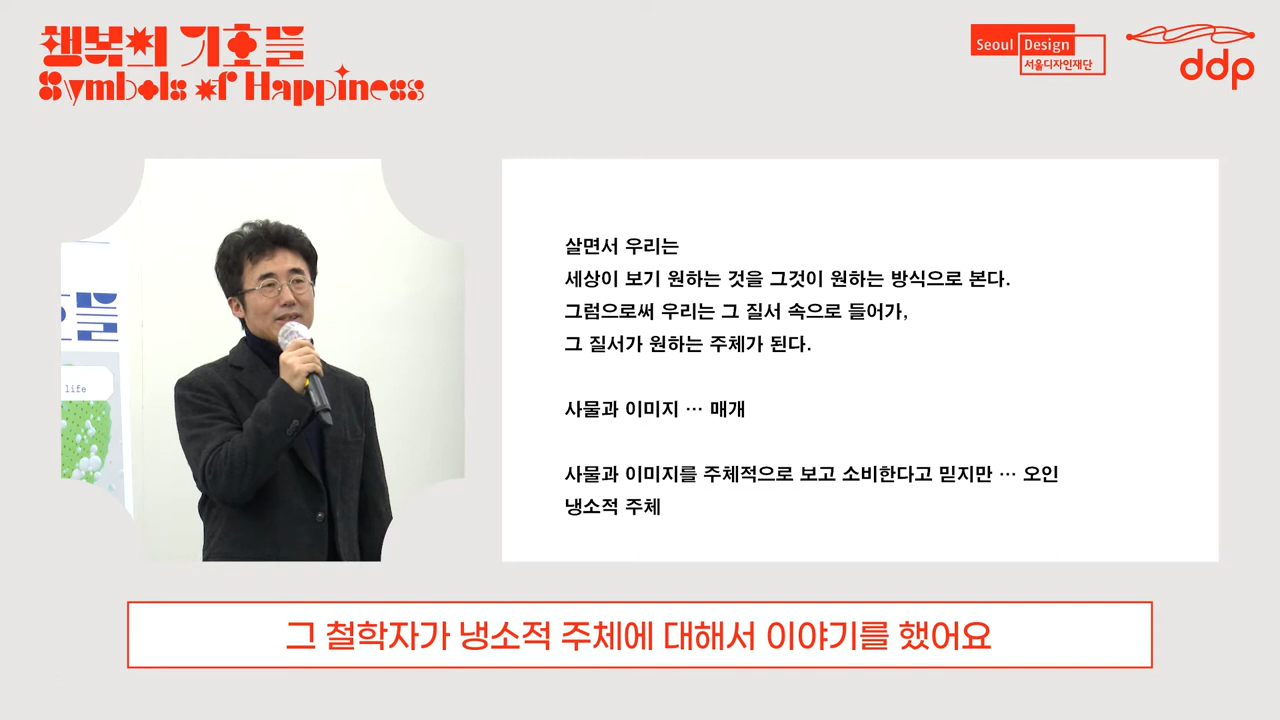 행복의 기호들
Symbols of Happiness
Seoul Design
서울디자인재단
ddp
호들
life
살면서 우리는
세상이 보기 원하는 것을 그것이 원하는 방식으로 본다.
그럼으로써 우리는 그 질서 속으로 들어가,
그 질서가 원하는 주체가 된다.
사물과 이미지 … 매개
사물과 이미지를 주체적으로 보고 소비한다고 믿지만 … 오인
냉소적 주체
그 철학자가 냉소적 주체에 대해서 이야기를 했어요